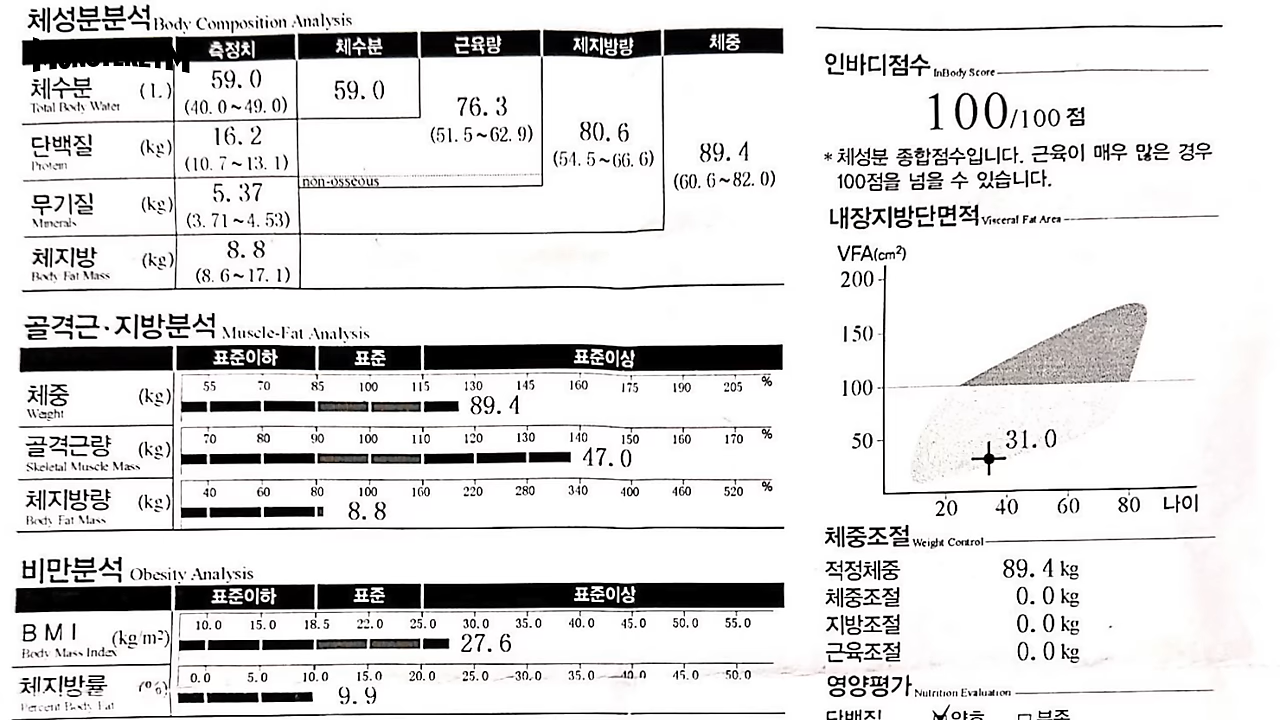 체성분분석 Body Composition Analysis
측정치 체수분 근육량 제지방량 체중
체수분 (L) 59.0 59.0 76.3 80.6 89.4
Total Body Water (40.0~49.0) (51.5~62.9) (54.5~66.6) (60.6~82.0)
단백질 (kg) 16.2
Protein (10.7~13.1)
non-osseous
무기질 (kg) 5.37
Minerals (3.71~4.53)
체지방 (kg) 8.8
Body Fat Mass (8.6~17.1)
골격근·지방분석 Muscle-Fat Analysis
표준이하 표준 표준이상
55 70 85 100 115 130 145 160 175 190 205 %
체중 (kg) 89.4
Weight
70 80 90 100 110 120 130 140 150 160 170 %
골격근량 (kg) 47.0
Skeletal Muscle Mass
40 60 80 100 160 220 280 340 400 460 520 %
체지방량 (kg) 8.8
Body Fat Mass
비만분석 Obesity Analysis
표준이하 표준 표준이상
10.0 15.0 18.5 22.0 25.0 30.0 35.0 40.0 45.0 50.0 55.0
BMI (kg/m²) 27.6
Body Mass Index
0.0 5.0 10.0 15.0 20.0 25.0 30.0 35.0 40.0 45.0 50.0
체지방률 (%) 9.9
Percent Body Fat
인바디점수 InBody Score
100/100 점
* 체성분 종합점수입니다. 근육이 매우 많은 경우
100점을 넘을 수 있습니다.
내장지방단면적 Visceral Fat Area
VFA(cm²)
200
150
100
50
31.0
20 40 60 80 나이
체중조절 Weight Control
적정체중 89.4 kg
체중조절 0.0 kg
지방조절 0.0 kg
근육조절 0.0 kg
영양평가 Nutrition Evaluation
단백질 양호 부족